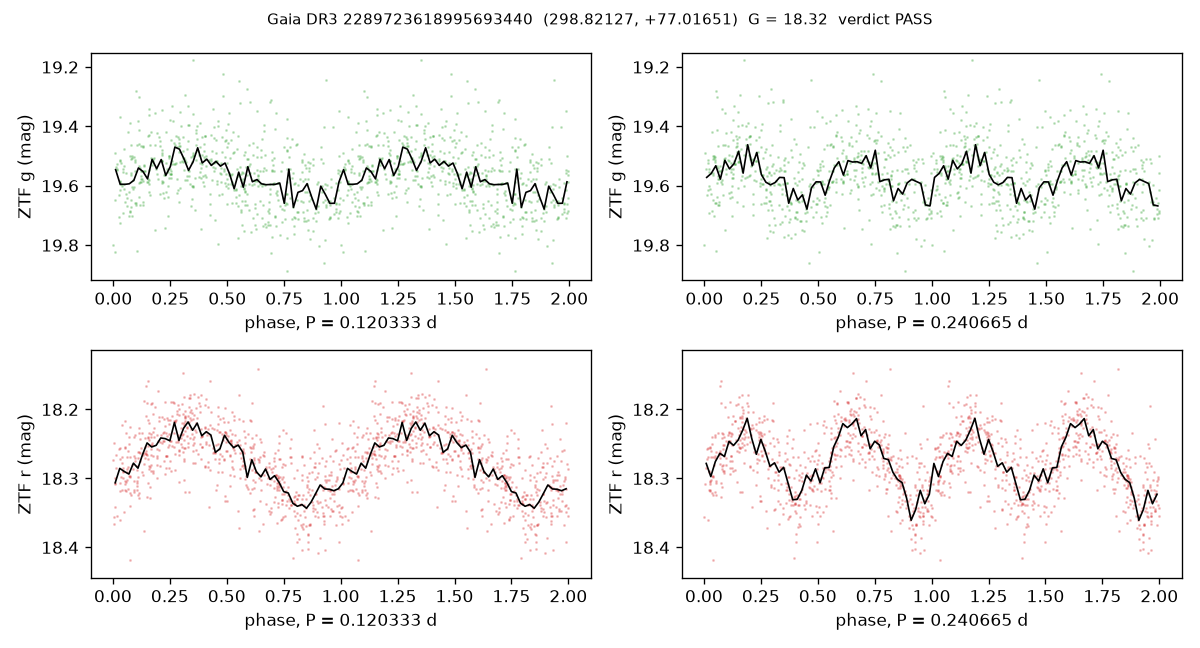 Gaia DR3 2289723618995693440 (298.82127, +77.01651) G = 18.32 verdict PASS
ZTF g (mag)
19.2
19.4
19.6
19.8
0.00 0.25 0.50 0.75 1.00 1.25 1.50 1.75 2.00
phase, P = 0.120333 d
ZTF g (mag)
19.2
19.4
19.6
19.8
0.00 0.25 0.50 0.75 1.00 1.25 1.50 1.75 2.00
phase, P = 0.240665 d
ZTF r (mag)
18.2
18.3
18.4
0.00 0.25 0.50 0.75 1.00 1.25 1.50 1.75 2.00
phase, P = 0.120333 d
ZTF r (mag)
18.2
18.3
18.4
0.00 0.25 0.50 0.75 1.00 1.25 1.50 1.75 2.00
phase, P = 0.240665 d